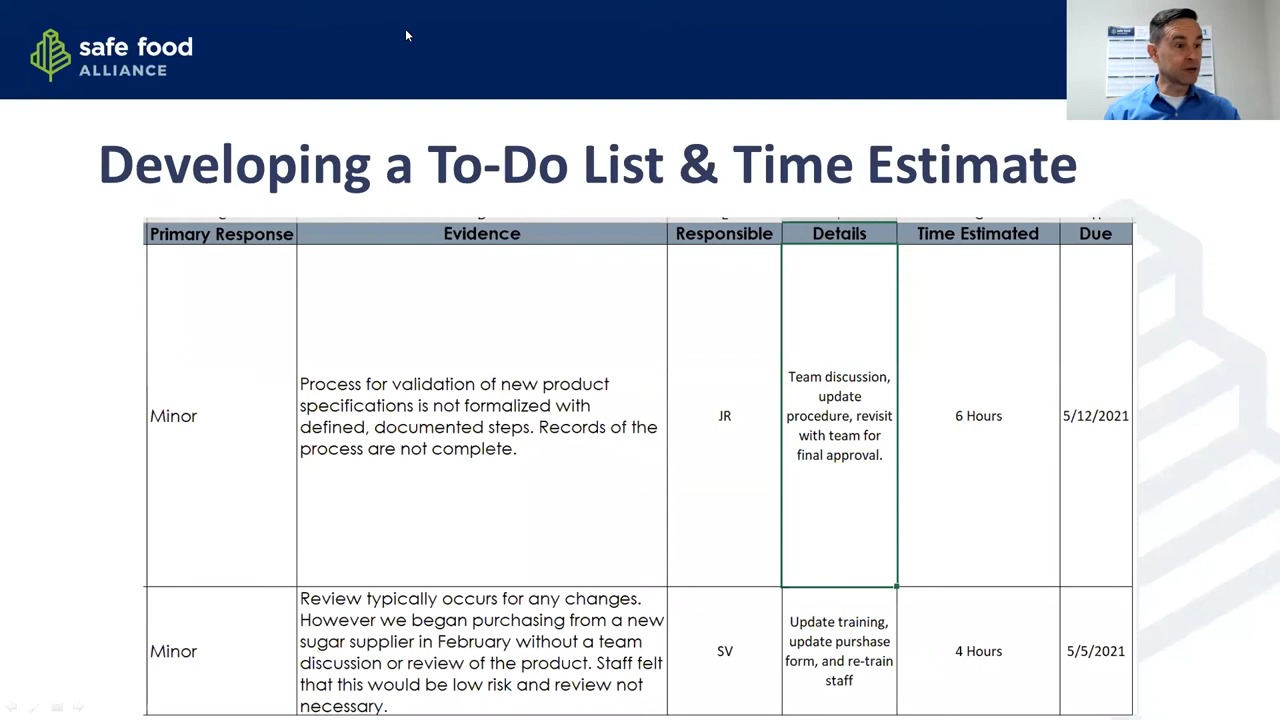 safe food
ALLIANCE
Developing a To-Do List & Time Estimate
Primary Response Evidence Responsible Details Time Estimated Due
Minor
Process for validation of new product
specifications is not formalized with
defined, documented steps. Records of the
process are not complete.
JR
Team discussion,
update
procedure, revisit
with team for
final approval.
6 Hours
5/12/2021
Minor
Review typically occurs for any changes.
However we began purchasing from a new
sugar supplier in February without a team
discussion or review of the product. Staff felt
that this would be low risk and review not
necessary.
SV
Update training,
update purshase
form, and re-train
staff
4 Hours
5/5/2021